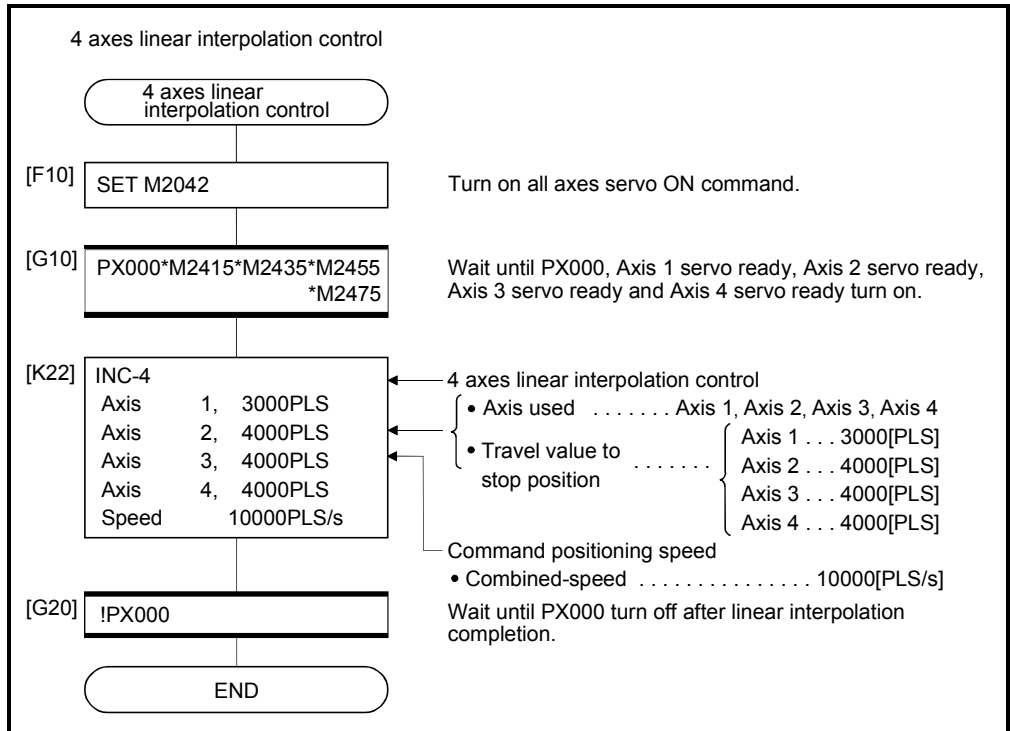 4 axes linear interpolation control
4 axes linear
interpolation control
[F10] SET M2042
Turn on all axes servo ON command.
[G10] PX000*M2415*M2435*M2455
*M2475
Wait until PX000, Axis 1 servo ready, Axis 2 servo ready,
Axis 3 servo ready and Axis 4 servo ready turn on.
[K22] INC-4
Axis 1, 3000PLS
Axis 2, 4000PLS
Axis 3, 4000PLS
Axis 4, 4000PLS
Speed 10000PLS/s
4 axes linear interpolation control
• Axis used . . . . . . . Axis 1, Axis 2, Axis 3, Axis 4
• Travel value to
stop position . . . . . . .
Axis 1 . . . 3000[PLS]
Axis 2 . . . 4000[PLS]
Axis 3 . . . 4000[PLS]
Axis 4 . . . 4000[PLS]
Command positioning speed
• Combined-speed . . . . . . . . . . . . . . . 10000[PLS/s]
[G20] !PX000
Wait until PX000 turn off after linear interpolation
completion.
END